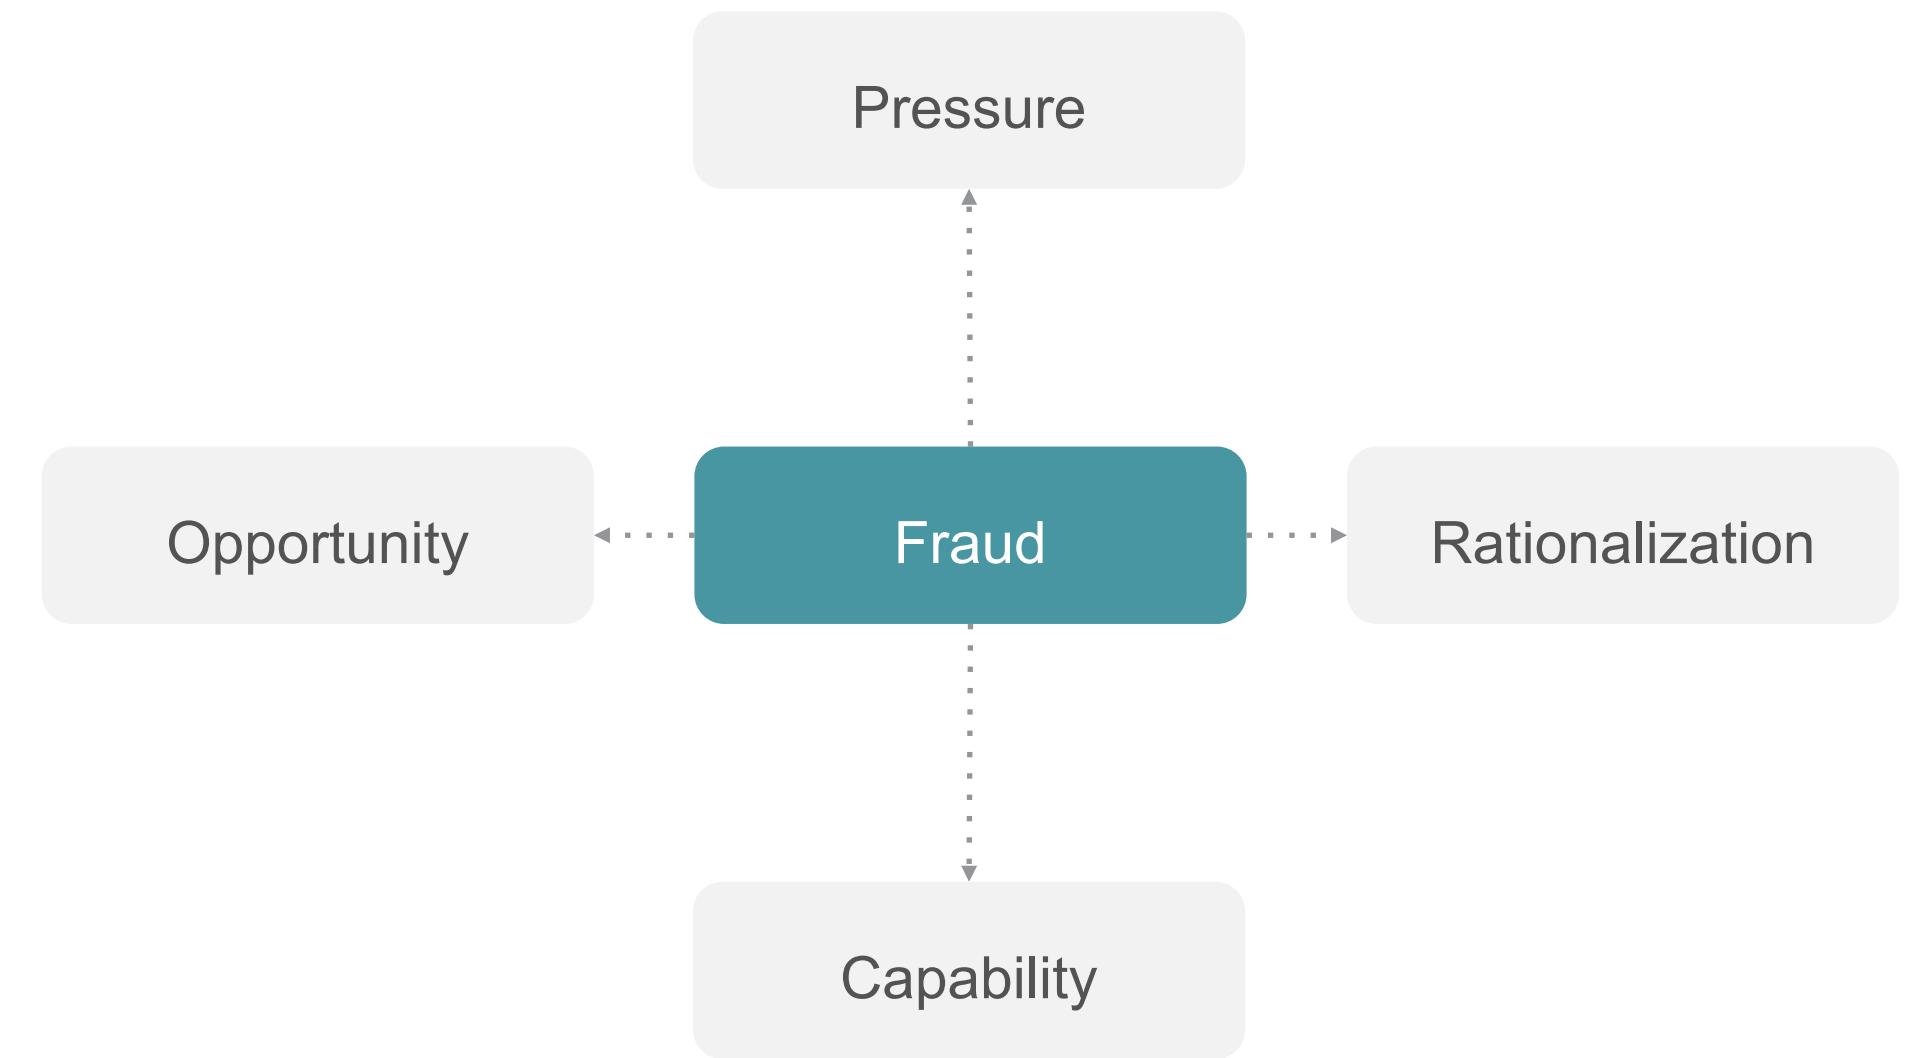 Pressure
Opportunity
Fraud
Rationalization
Capability